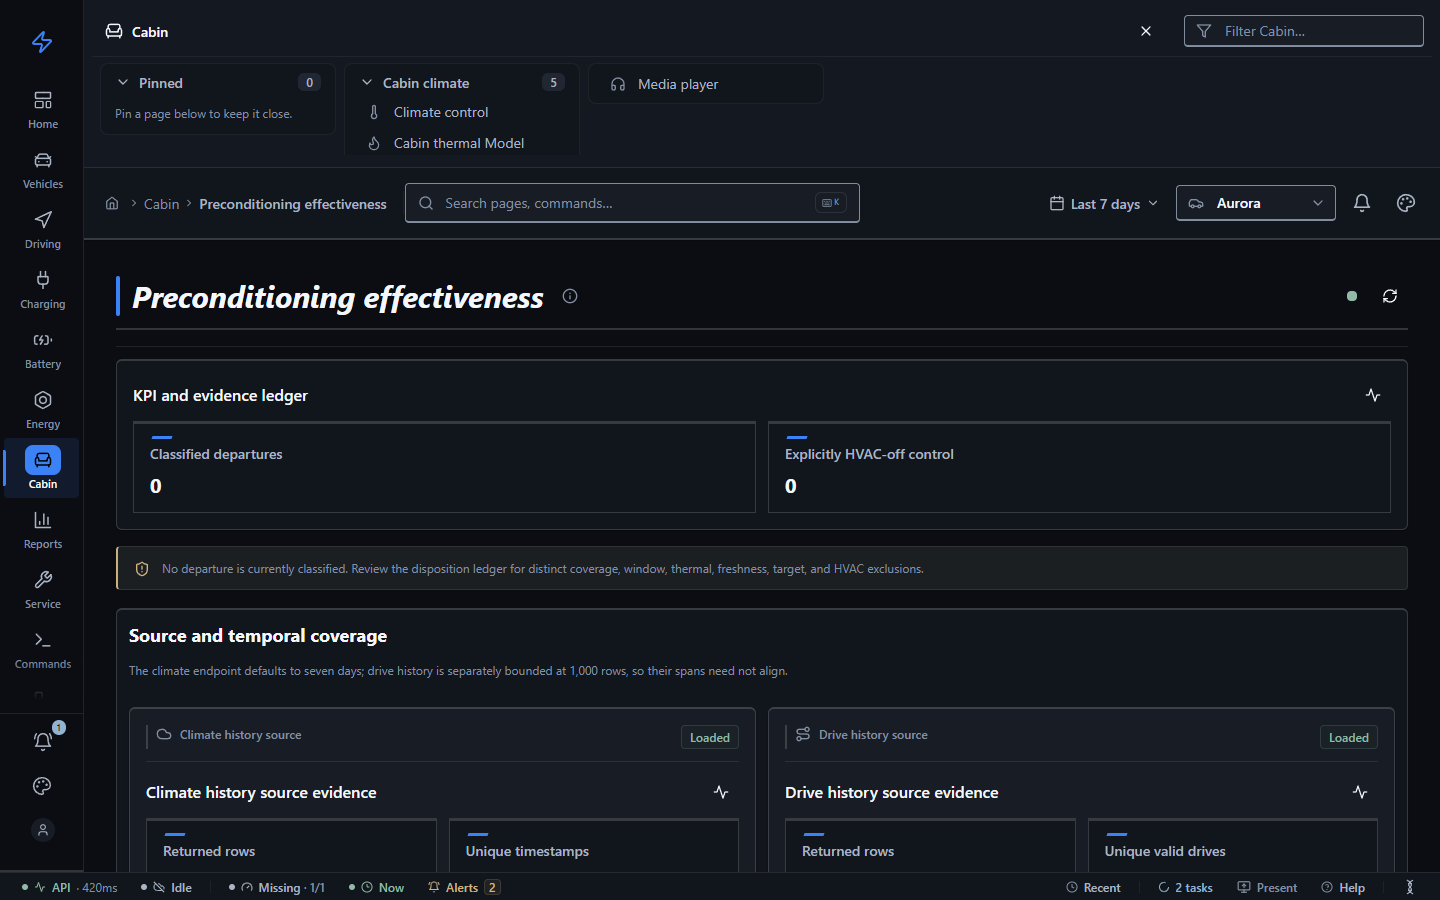 Cabin
Filter Cabin...
Pinned
0
Pin a page below to keep it close.
Cabin climate
5
Climate control
Cabin thermal Model
Media player
Home
Vehicles
Driving
Charging
Battery
Energy
Cabin
Reports
Service
Commands
1
Cabin
Preconditioning effectiveness
Search pages, commands...
K
Last 7 days
Aurora
Preconditioning effectiveness
KPI and evidence ledger
Classified departures
0
Explicitly HVAC-off control
0
No departure is currently classified. Review the disposition ledger for distinct coverage, window, thermal, freshness, target, and HVAC exclusions.
Source and temporal coverage
The climate endpoint defaults to seven days; drive history is separately bounded at 1,000 rows, so their spans need not align.
Climate history source
Loaded
Climate history source evidence
Returned rows
Unique timestamps
Drive history source
Loaded
Drive history source evidence
Returned rows
Unique valid drives
API · 420ms
Idle
Missing · 1/1
Now
Alerts 2
Recent
2 tasks
Present
Help